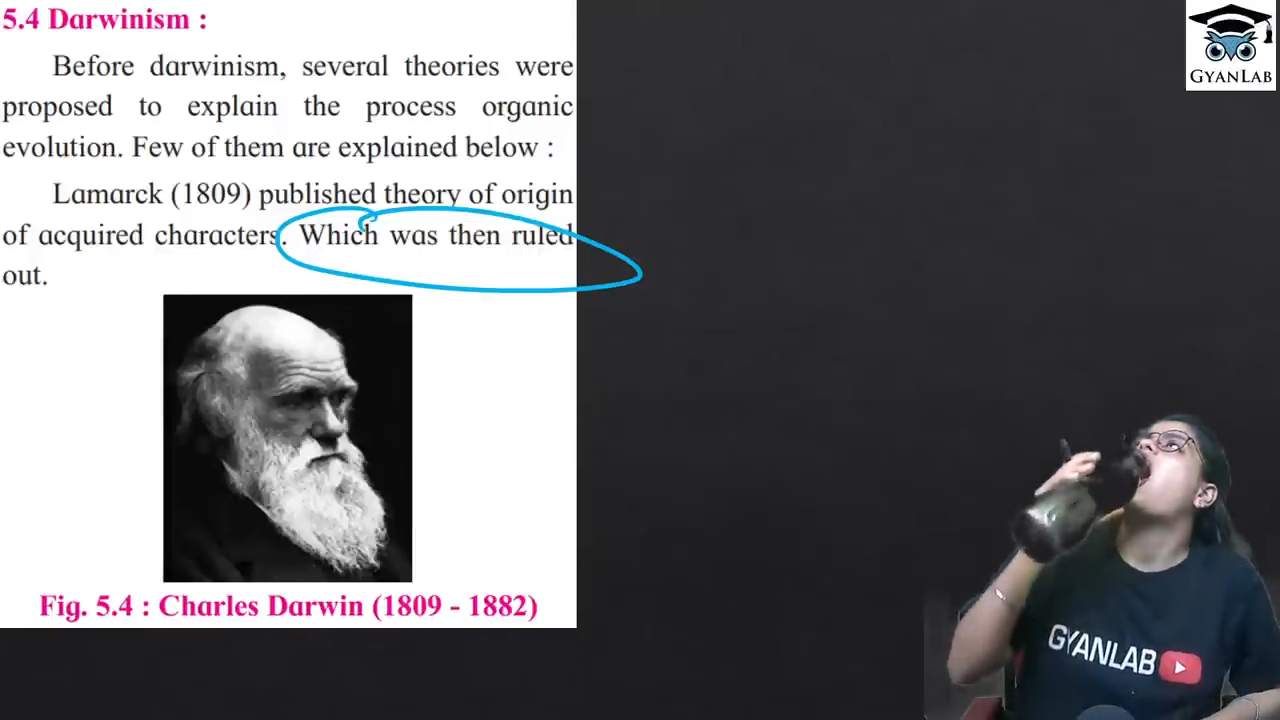 5.4 Darwinism :
Before darwinism, several theories were
proposed to explain the process organic
evolution. Few of them are explained below :
Lamarck (1809) published theory of origin
of acquired characters. Which was then ruled
out.
Fig. 5.4 : Charles Darwin (1809 - 1882)
GYANLAB
GYANLAB